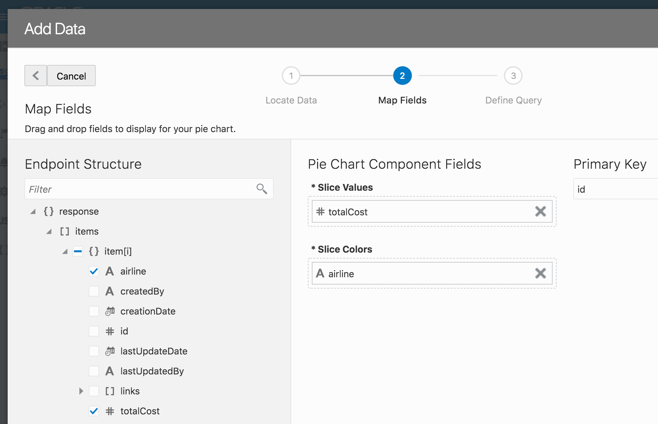 Add Data
Cancel
1
2
3
Locate Data
Map Fields
Define Query
Map Fields
Drag and drop fields to display for your pie chart.
Endpoint Structure
Filter
{} response
[] items
{} item[i]
A airline
A createdBy
creationDate
# id
lastUpdateDate
A lastUpdatedBy
[] links
# totalCost
Pie Chart Component Fields
* Slice Values
# totalCost
* Slice Colors
A airline
Primary Key
id